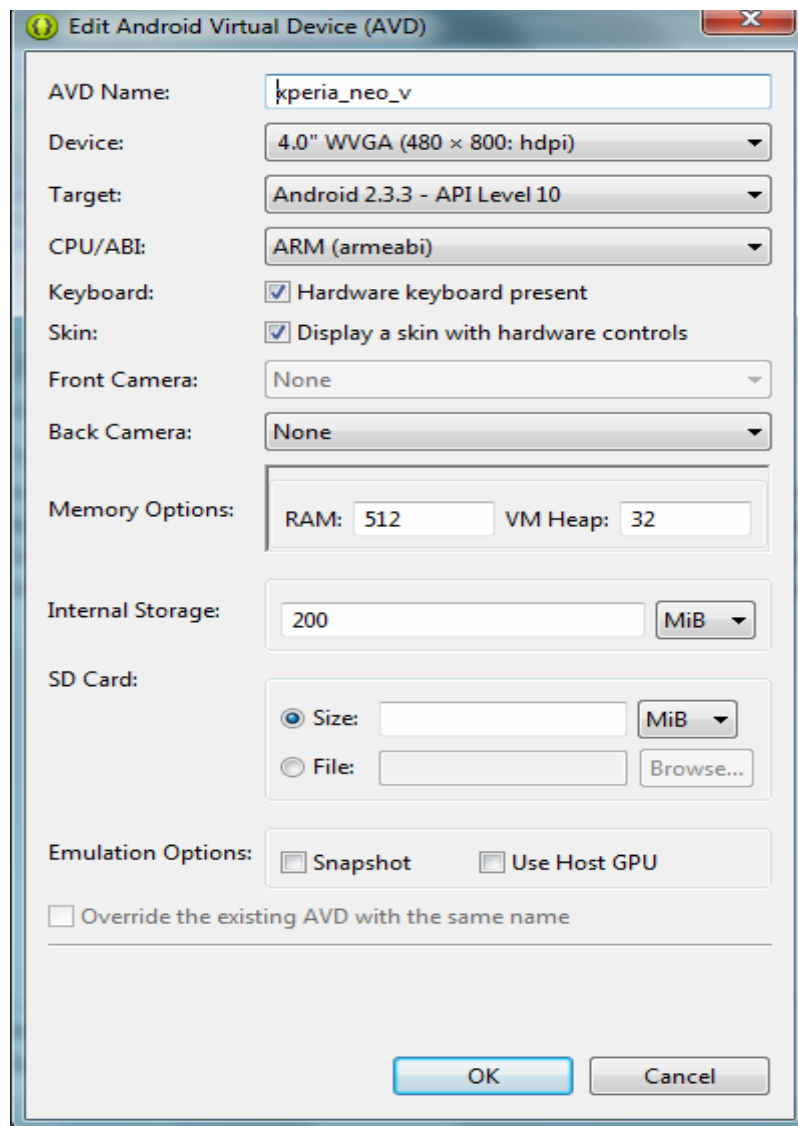 Edit Android Virtual Device (AVD)
AVD Name: xperia_neo_v
Device: 4.0" WVGA (480 × 800: hdpi)
Target: Android 2.3.3 - API Level 10
CPU/ABI: ARM (armeabi)
Keyboard: Hardware keyboard present
Skin: Display a skin with hardware controls
Front Camera: None
Back Camera: None
Memory Options: RAM: 512 VM Heap: 32
Internal Storage: 200 MiB
SD Card:
Size: MiB
File: Browse...
Emulation Options: Snapshot Use Host GPU
Override the existing AVD with the same name
OK Cancel